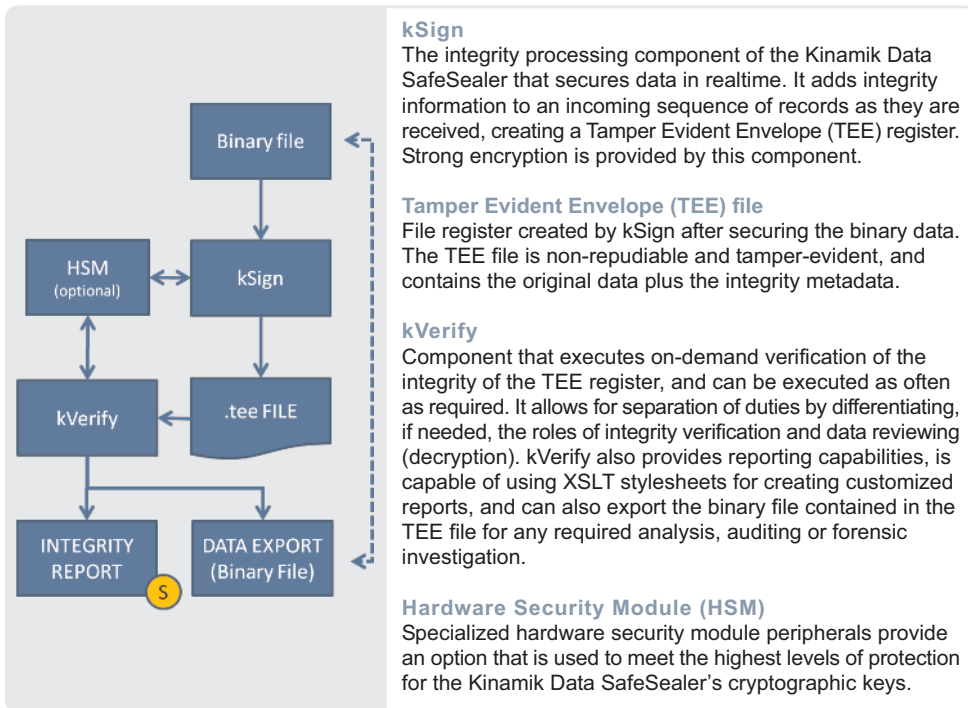 Binary file
HSM
(optional)
kSign
kVerify
.tee FILE
INTEGRITY
REPORT
S
DATA EXPORT
(Binary File)
kSign
The integrity processing component of the Kinamik Data
SafeSealer that secures data in realtime. It adds integrity
information to an incoming sequence of records as they are
received, creating a Tamper Evident Envelope (TEE) register.
Strong encryption is provided by this component.
Tamper Evident Envelope (TEE) file
File register created by kSign after securing the binary data.
The TEE file is non-repudiable and tamper-evident, and
contains the original data plus the integrity metadata.
kVerify
Component that executes on-demand verification of the
integrity of the TEE register, and can be executed as often
as required. It allows for separation of duties by differentiating,
if needed, the roles of integrity verification and data reviewing
(decryption). kVerify also provides reporting capabilities, is
capable of using XSLT stylesheets for creating customized
reports, and can also export the binary file contained in the
TEE file for any required analysis, auditing or forensic
investigation.
Hardware Security Module (HSM)
Specialized hardware security module peripherals provide
an option that is used to meet the highest levels of protection
for the Kinamik Data SafeSealer's cryptographic keys.